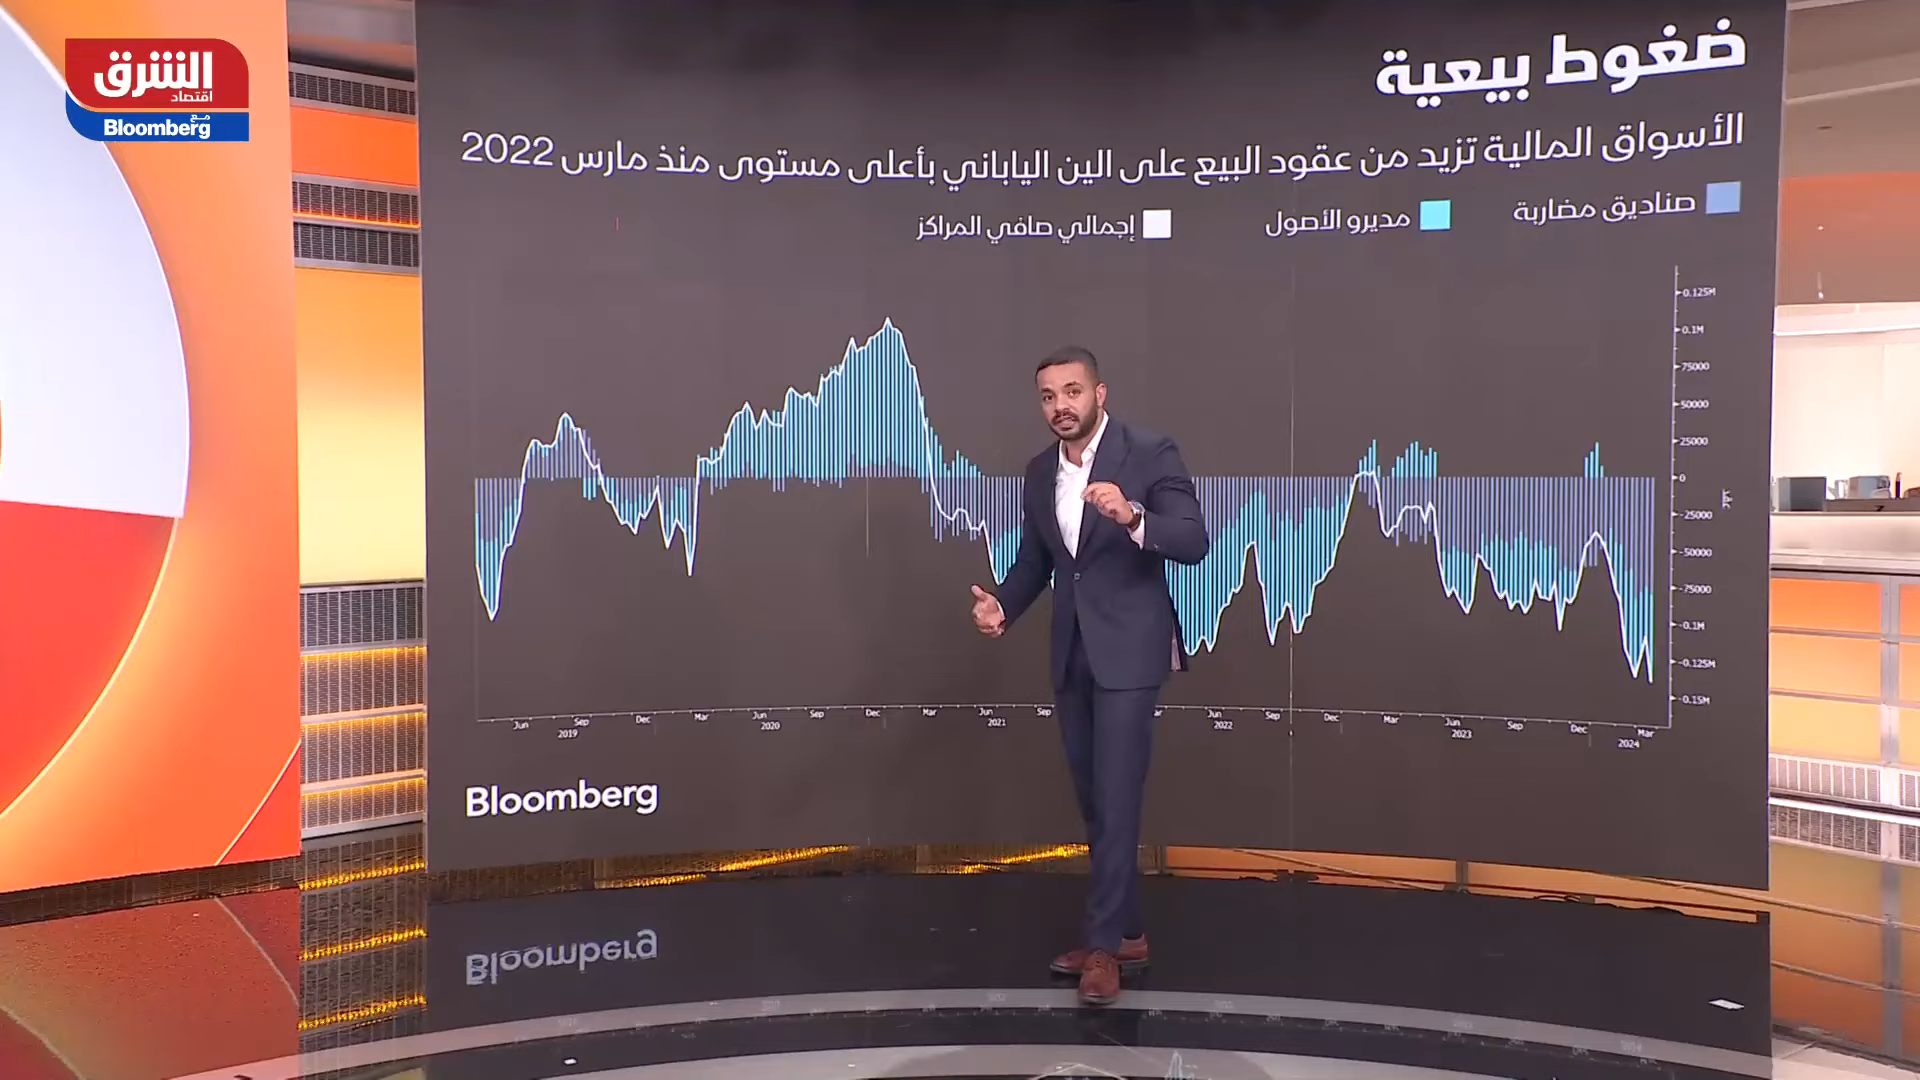 الشرق
اقتصاد
مع
Bloomberg
ضغوط بيعية
الأسواق المالية تزيد من عقود البيع على الين الياباني بأعلى مستوى منذ مارس 2022
صناديق مضاربة
مديرو الأصول
إجمالي صافي المراكز
0.125M
0.1M
75000
50000
25000
0
-25000
-50000
-75000
-0.1M
-0.125M
-0.15M
عقد
Jun Sep Dec Mar Jun Sep Dec Mar Jun Sep Jun Sep Dec Mar Jun Sep Dec Mar
2019 2020 2021 2022 2023 2024
Bloomberg